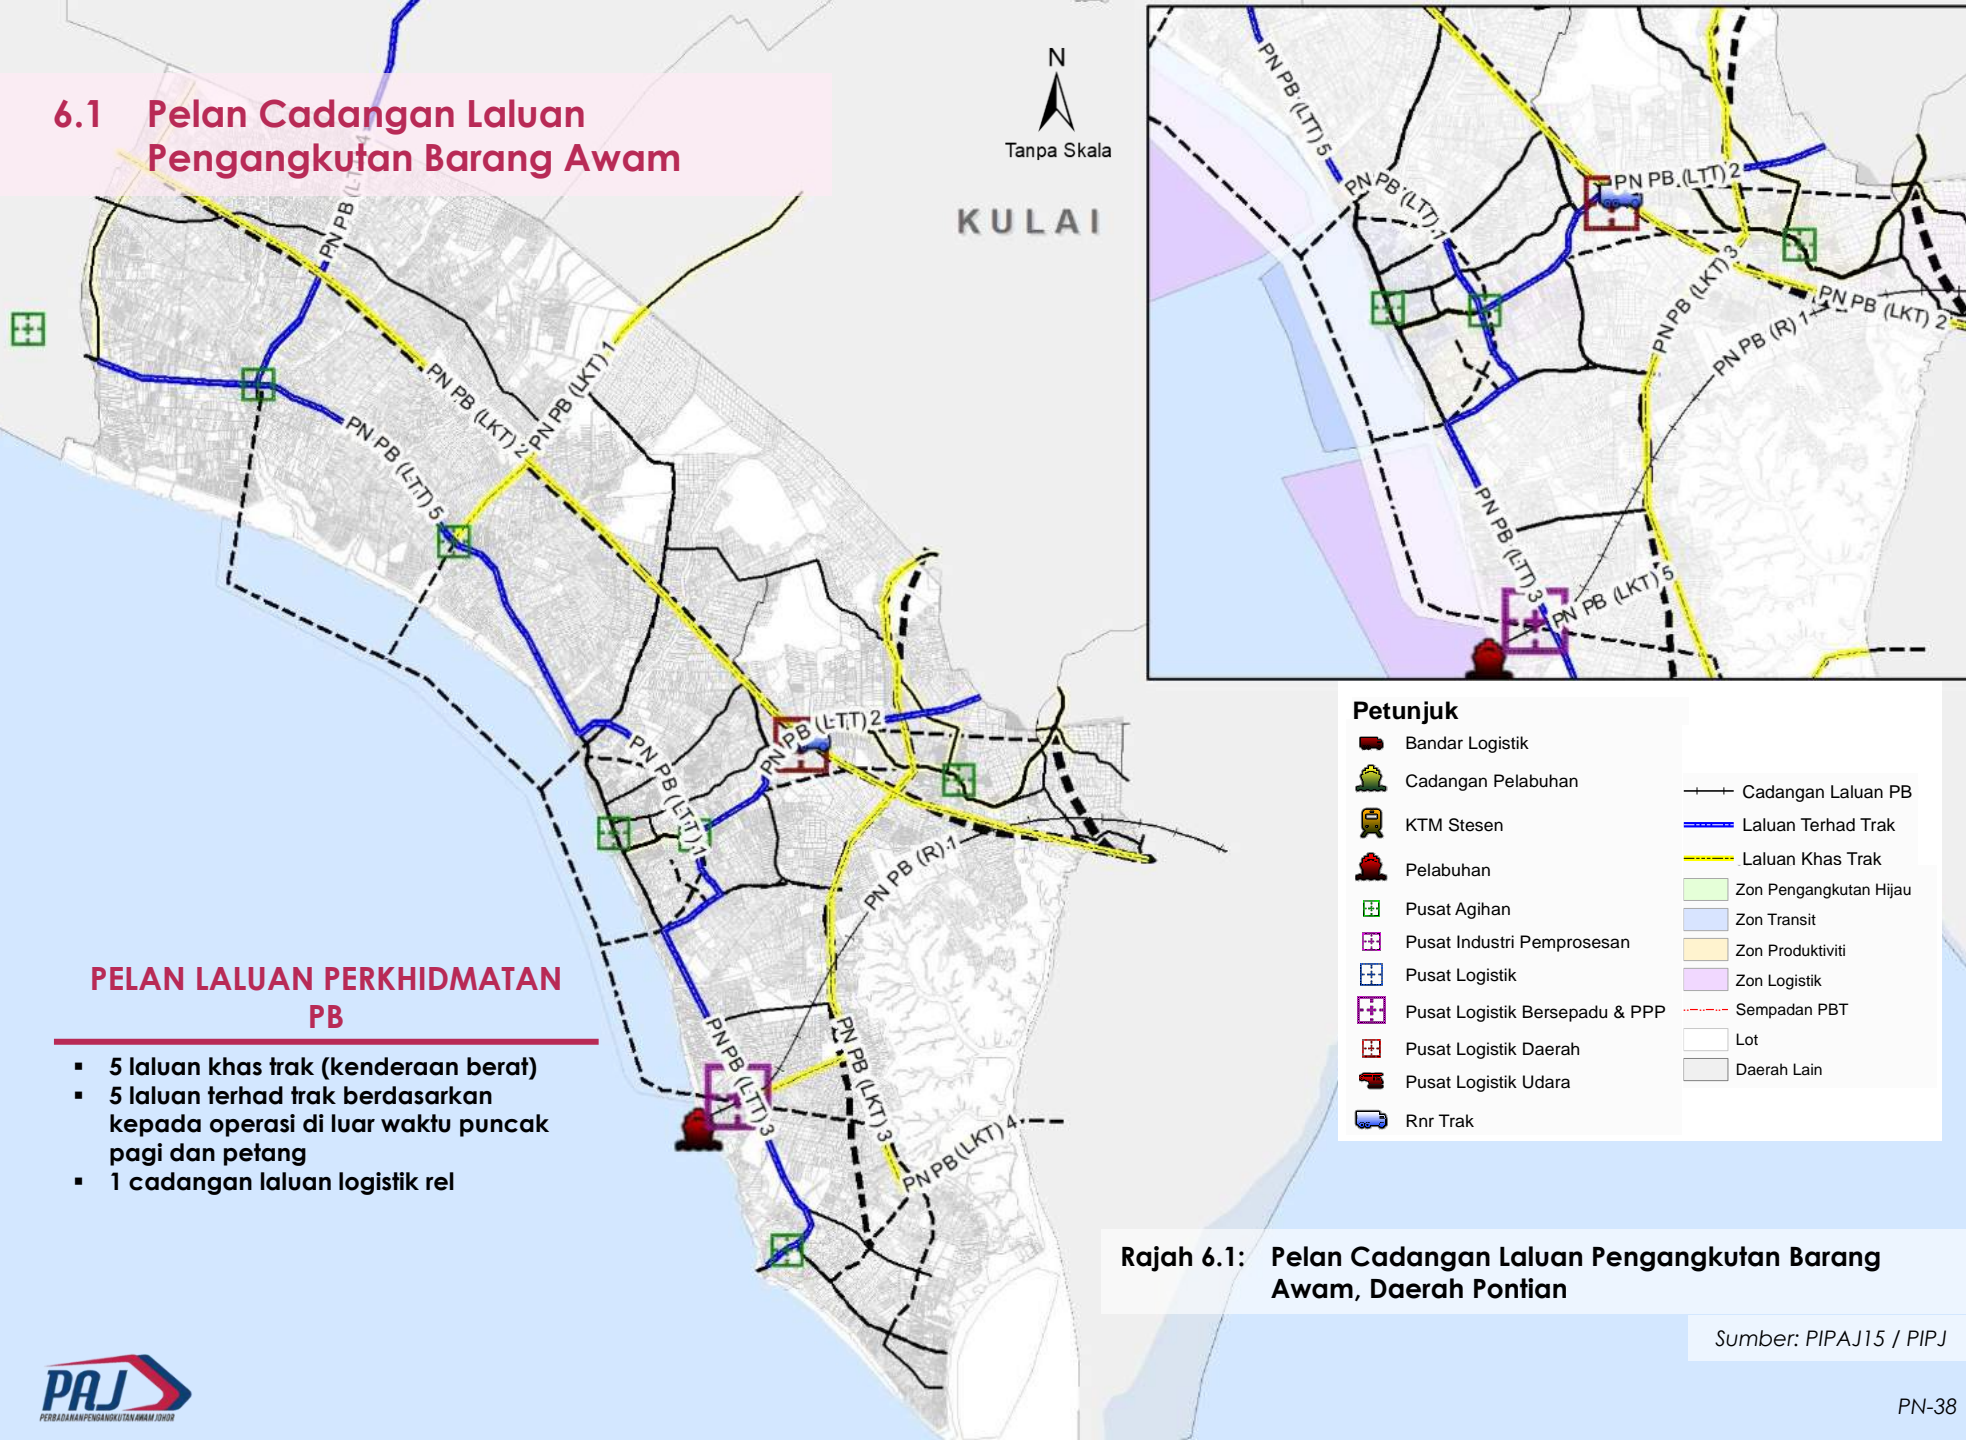 6.1 Pelan Cadangan Laluan
Pengangkutan Barang Awam
N
Tanpa Skala
KULAI
PN PB (LTT) 4
PN PB (LKT) 1
PN PB (LKT) 2
PN PB (LTT) 5
PN PB (LTT) 2
PN PB (LTT) 1
PN PB (R) 1
PN PB (LTT) 3
PN PB (LKT) 3
PN PB (LKT) 4
PN PB (LTT) 5
PN PB (LTT) 1
PN PB (LTT) 2
PN PB (LKT) 3
PN PB (LKT) 2
PN PB (R) 1
PN PB (LTT) 3
PN PB (LKT) 5
PELAN LALUAN PERKHIDMATAN
PB
▪ 5 laluan khas trak (kenderaan berat)
▪ 5 laluan terhad trak berdasarkan
kepada operasi di luar waktu puncak
pagi dan petang
▪ 1 cadangan laluan logistik rel
Petunjuk
Bandar Logistik
Cadangan Pelabuhan
KTM Stesen
Pelabuhan
Pusat Agihan
Pusat Industri Pemprosesan
Pusat Logistik
Pusat Logistik Bersepadu & PPP
Pusat Logistik Daerah
Pusat Logistik Udara
Rnr Trak
Cadangan Laluan PB
Laluan Terhad Trak
Laluan Khas Trak
Zon Pengangkutan Hijau
Zon Transit
Zon Produktiviti
Zon Logistik
Sempadan PBT
Lot
Daerah Lain
Rajah 6.1: Pelan Cadangan Laluan Pengangkutan Barang
Awam, Daerah Pontian
Sumber: PIPAJ15 / PIPJ
PAJ
PERBADANAN PENGANGKUTAN AWAM JOHOR
PN-38